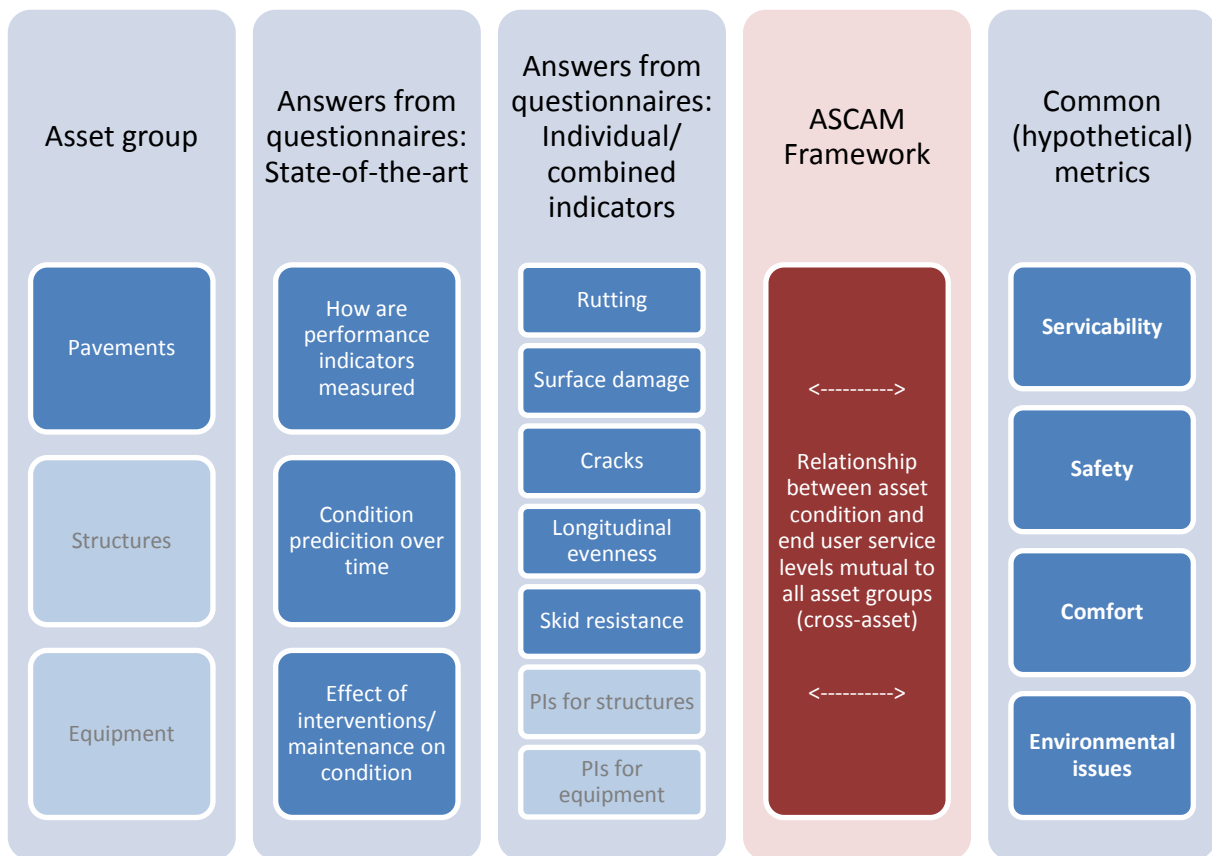 Asset group
Pavements
Structures
Equipment
Answers from
questionnaires:
State-of-the-art
How are
performance
indicators
measured
Condition
predicition over
time
Effect of
interventions/
maintenance on
condition
Answers from
questionnaires:
Individual/
combined
indicators
Rutting
Surface damage
Cracks
Longitudinal
evenness
Skid resistance
PIs for structures
PIs for
equipment
ASCAM
Framework
<---------->
Relationship
between asset
condition and
end user service
levels mutual to
all asset groups
(cross-asset)
<---------->
Common
(hypothetical)
metrics
Servicability
Safety
Comfort
Environmental
issues